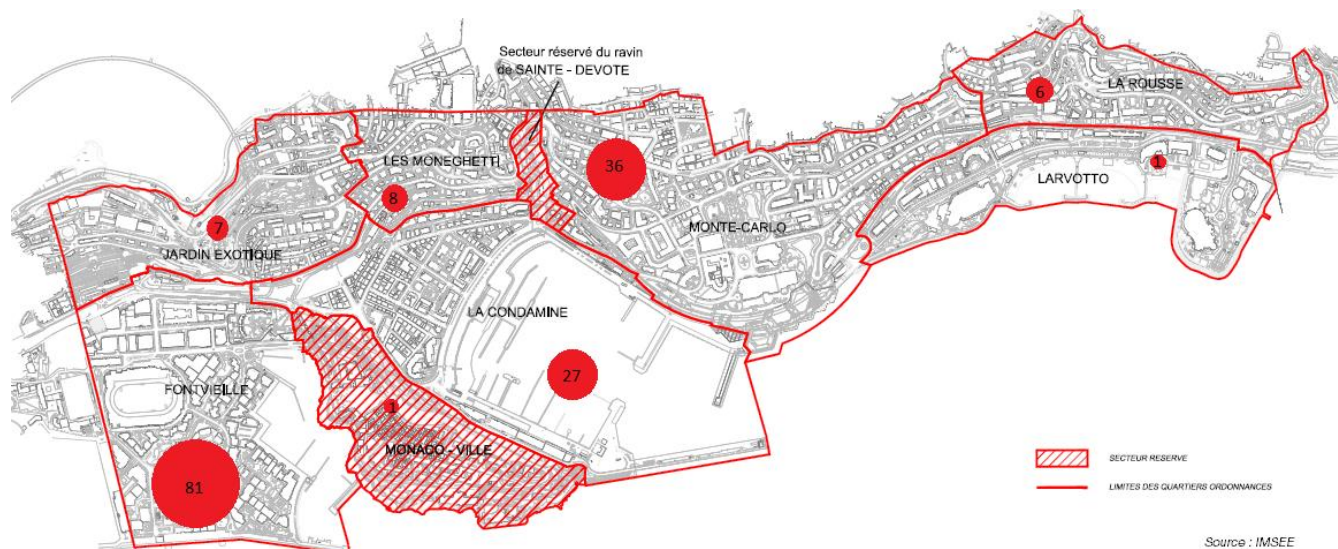 Secteur réservé du ravin
de SAINTE - DEVOTE
6
LA ROUSSE
36
LES MONEGHETTI
1
LARVOTTO
8
7
MONTE-CARLO
JARDIN EXOTIQUE
LA CONDAMINE
27
FONTVIEILLE
1
MONACO - VILLE
81
SECTEUR RESERVE
LIMITES DES QUARTIERS ORDONNANCES
Source : IMSEE